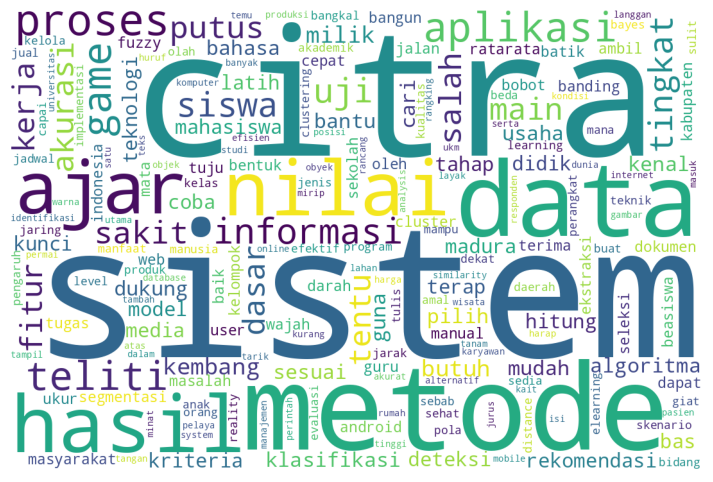 proses
putus
milik
aplikasi
citra
tingkat
temu
bangkal
produksi
bangun
langgan
bayes
sulit
jual
kelola
fuzzy
olah
akademik
bahasa
jalan
ratarata
batik
ambil
kerja
game
universitas
huruf
komputer
banyak
latih
cepat
cari
bobot
banding
kondisi
capai
implementasi
akurasi
teknologi
siswa
clustering
uji
kualitas
salah
main
beda
mana
kabupaten
efisien
rangking
serta
ukm
jadwal
satu
teks
mahasiswa
studi
posisi
rancang
bantu
usaha
learning
indonesia
mata
objek
tuju
bentuk
oleh
sekolah
tahap
didik
kenal
dunia
masuk
warna
kelas
obyek
jenis
mirip
coba
analysis
layak
internet
perangkat
teknik
gambar
ajar
nilai
data
responden
identifikasi
utama
cluster
jaring
sakit
informasi
mampu
kunci
manfaat
manusia
online
efektif
program
madura
terima
dekat
buat
dokumen
pengaruh
permai
web
produk
database
dasar
baik
kelompok
lahan
harga
similarity
daerah
ekstraksi
sistem
fitur
level
tambah
dukung
model
darah
tentu
guna
tulis
amal
wisata
terap
hitung
seleksi
beasiswa
tugas
media
user
wajah
pilih
manual
tampil
atas
dalam
kurang
tarik
akurat
jarak
tanam
karyawan
harap
teliti
kembang
sesuai
guru
butuh
mudah
algoritma
ukur
masalah
alternatif
sedia
kait
dapat
hasil
metode
segmentasi
anak
orang
minat
pelaya
system
reality
manajemen
perintah
evaluasi
rumah
android
sebab
sehat
pola
jurus
isi
elearning
distance
skenario
giat
pasien
bas
masyarakat
tangan
kriteria
klasifikasi
tinggi
deteksi
mobile
rekomendasi
bidang